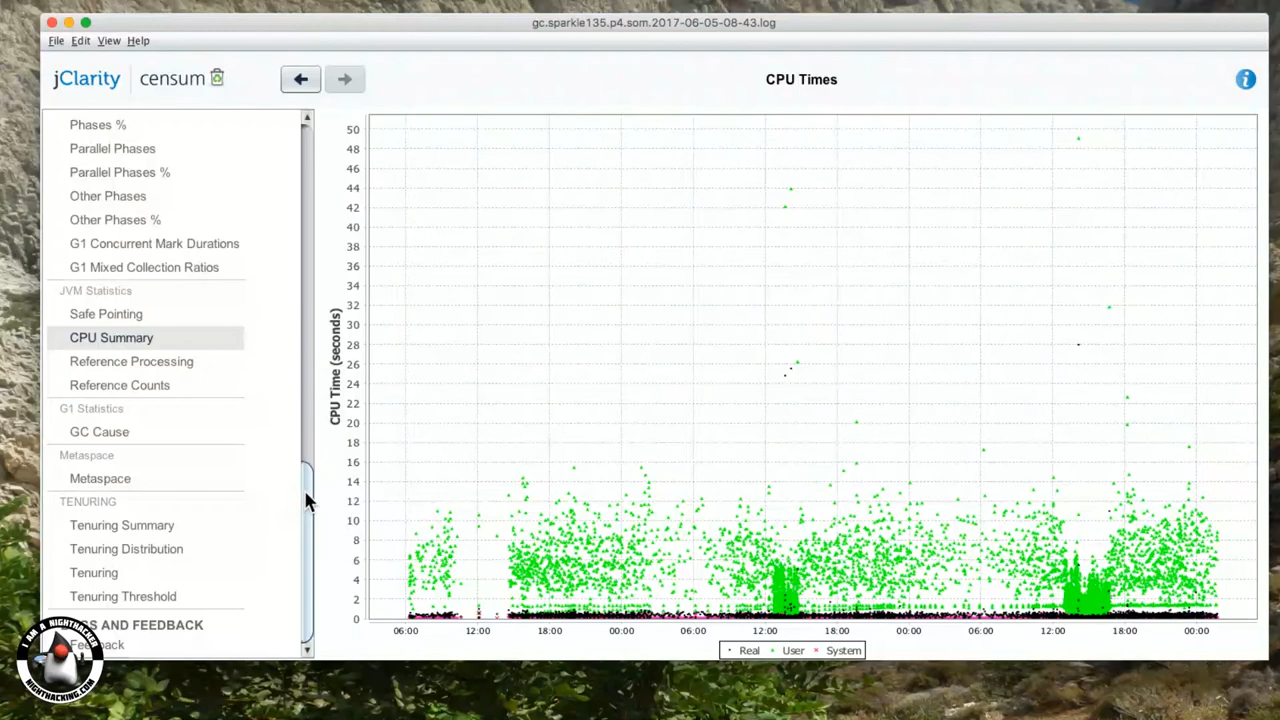 gc.sparkle135.p4.som.2017-06-05-08-43.log
File Edit View Help
jClarity censum
CPU Times
i
Phases %
Parallel Phases
Parallel Phases %
Other Phases
Other Phases %
G1 Concurrent Mark Durations
G1 Mixed Collection Ratios
JVM Statistics
Safe Pointing
CPU Summary
Reference Processing
Reference Counts
G1 Statistics
GC Cause
Metaspace
Metaspace
TENURING
Tenuring Summary
Tenuring Distribution
Tenuring
Tenuring Threshold
S AND FEEDBACK
CPU Time (seconds)
50
48
46
44
42
40
38
36
34
32
30
28
26
24
22
20
18
16
14
12
10
8
6
4
2
0
06:00 12:00 18:00 00:00 06:00 12:00 18:00 00:00 06:00 12:00 18:00 00:00
Real User System
I AM A NIGHTHACKER
NIGHTHACKING.COM